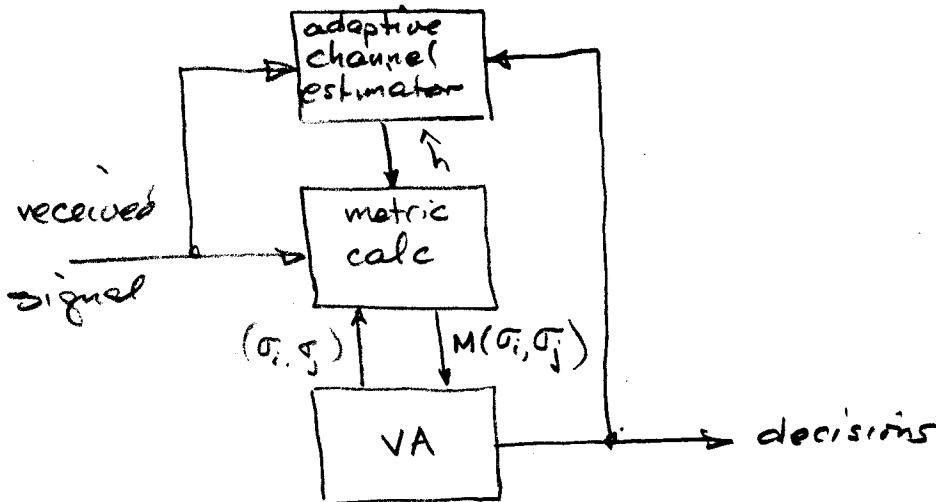 adaptive
channel
estimator
ĥ
received
signal
metric
calc
(σᵢ, σⱼ)
M(σᵢ, σⱼ)
VA
decisions